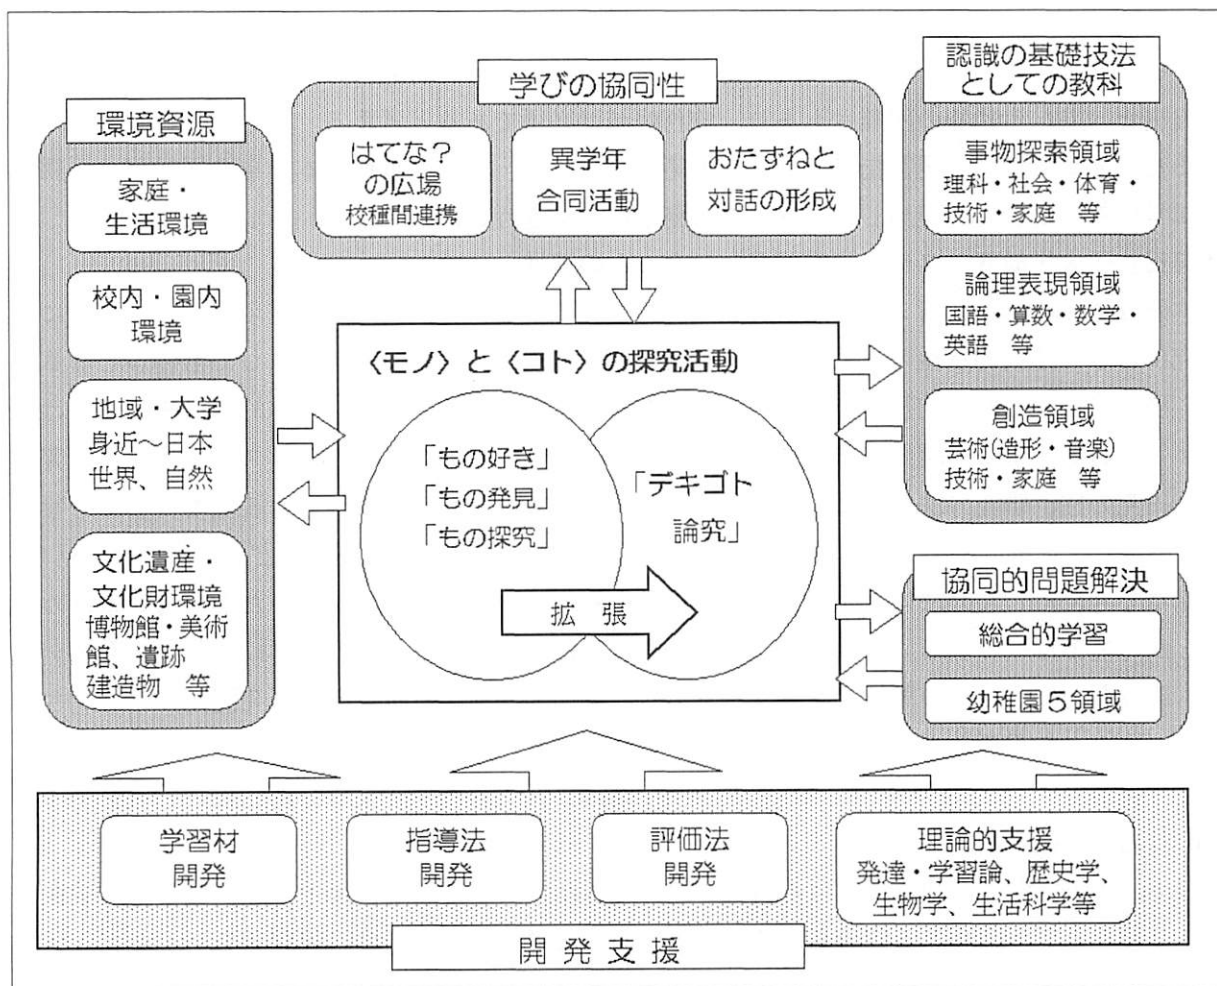 学びの協同性
はてな？
の広場
校種間連携
異学年
合同活動
おたずねと
対話の形成
環境資源
家庭・
生活環境
校内・園内
環境
地域・大学
身近～日本
世界、自然
文化遺産・
文化財環境
博物館・美術
館、遺跡
建造物　等
〈モノ〉と〈コト〉の探究活動
「もの好き」
「もの発見」
「もの探究」
「デキゴト
論究」
拡　張
認識の基礎技法
としての教科
事物探索領域
理科・社会・体育・
技術・家庭　等
論理表現領域
国語・算数・数学・
英語　等
創造領域
芸術(造形・音楽)
技術・家庭　等
協同的問題解決
総合的学習
幼稚園５領域
学習材
開発
指導法
開発
評価法
開発
理論的支援
発達・学習論、歴史学、
生物学、生活科学等
開 発 支 援